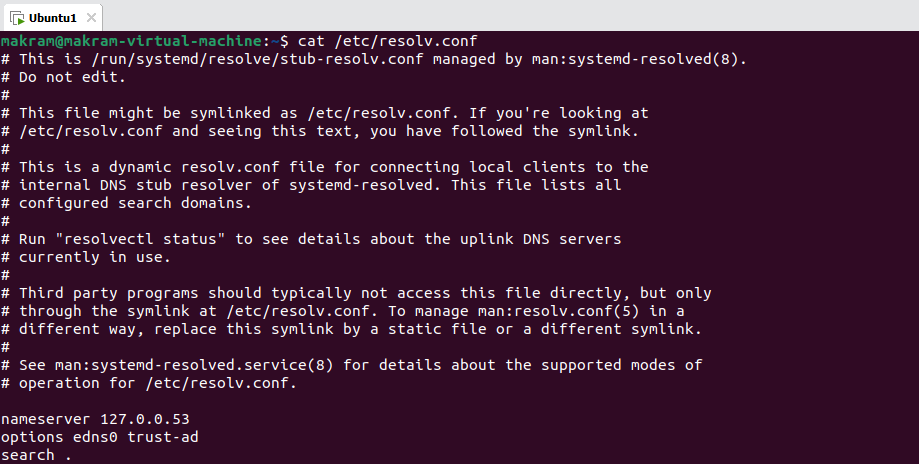 Ubuntu1
makram@makram-virtual-machine:~$ cat /etc/resolv.conf
# This is /run/systemd/resolve/stub-resolv.conf managed by man:systemd-resolved(8).
# Do not edit.
#
# This file might be symlinked as /etc/resolv.conf. If you're looking at
# /etc/resolv.conf and seeing this text, you have followed the symlink.
#
# This is a dynamic resolv.conf file for connecting local clients to the
# internal DNS stub resolver of systemd-resolved. This file lists all
# configured search domains.
#
# Run "resolvectl status" to see details about the uplink DNS servers
# currently in use.
#
# Third party programs should typically not access this file directly, but only
# through the symlink at /etc/resolv.conf. To manage man:resolv.conf(5) in a
# different way, replace this symlink by a static file or a different symlink.
#
# See man:systemd-resolved.service(8) for details about the supported modes of
# operation for /etc/resolv.conf.

nameserver 127.0.0.53
options edns0 trust-ad
search .